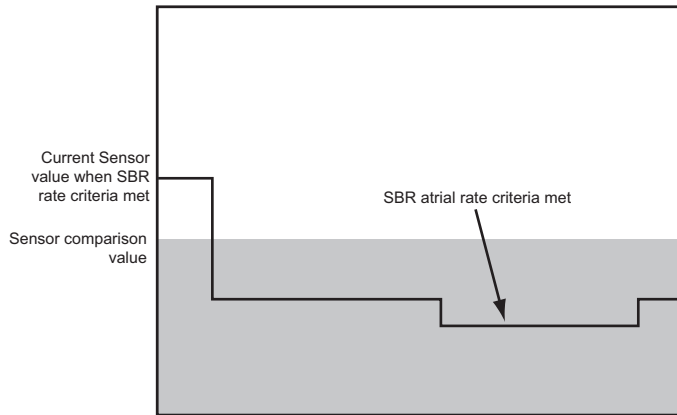 Current Sensor
value when SBR
rate criteria met
SBR atrial rate criteria met
Sensor comparison
value